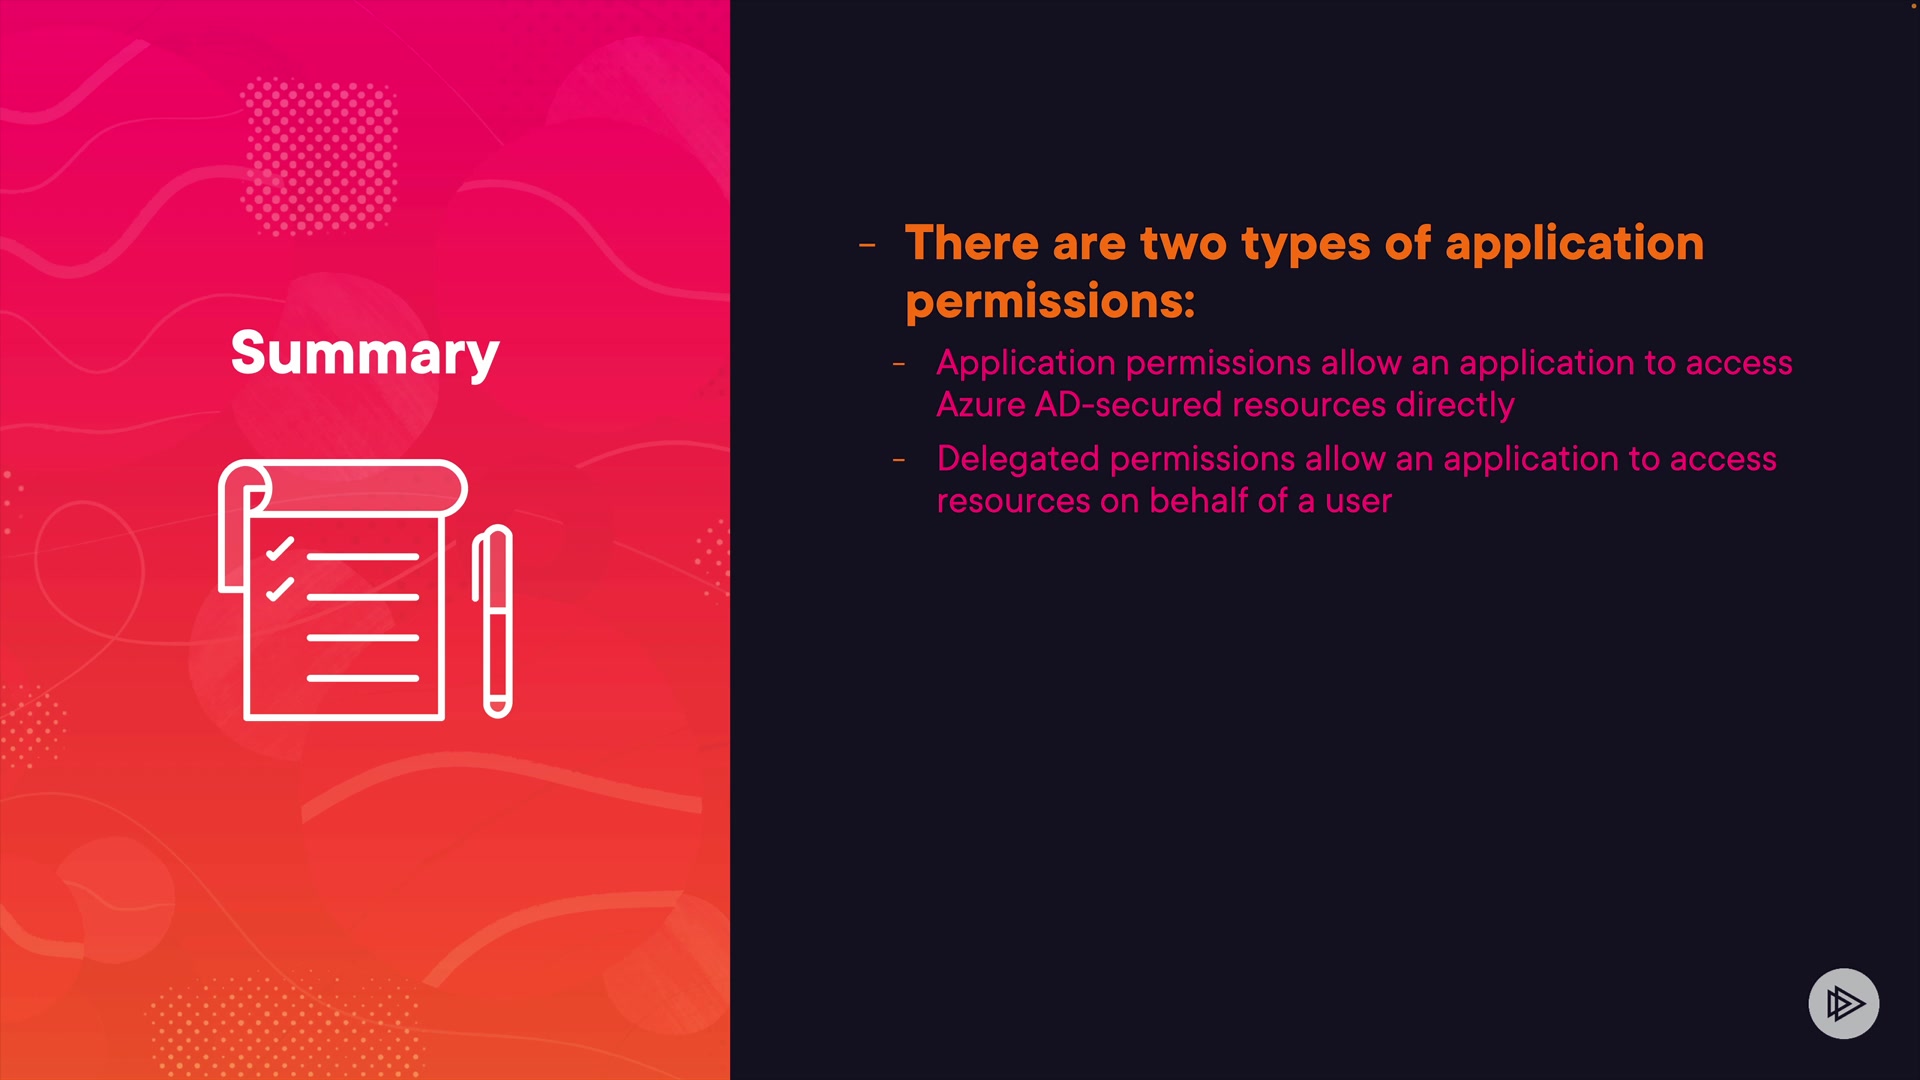 Summary
- There are two types of application
permissions:
- Application permissions allow an application to access
Azure AD-secured resources directly
- Delegated permissions allow an application to access
resources on behalf of a user